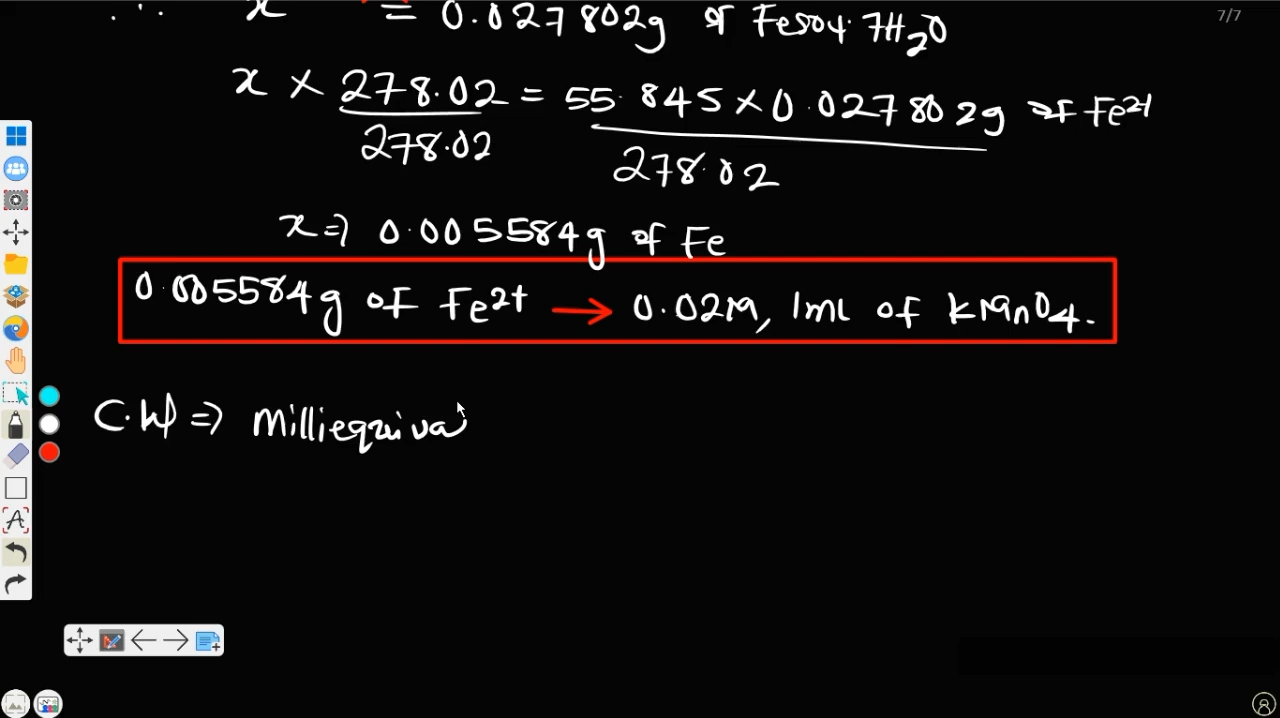 7/7
∴ x = 0.027802g of FeSO4·7H2O
x × 278.02 / 278.02 = 55.845 × 0.027802g of Fe2+ / 278.02
x ⇒ 0.005584g of Fe
0.005584g of Fe2+ → 0.02M, 1mL of KMnO4.
C.W ⇒ Milliequiva